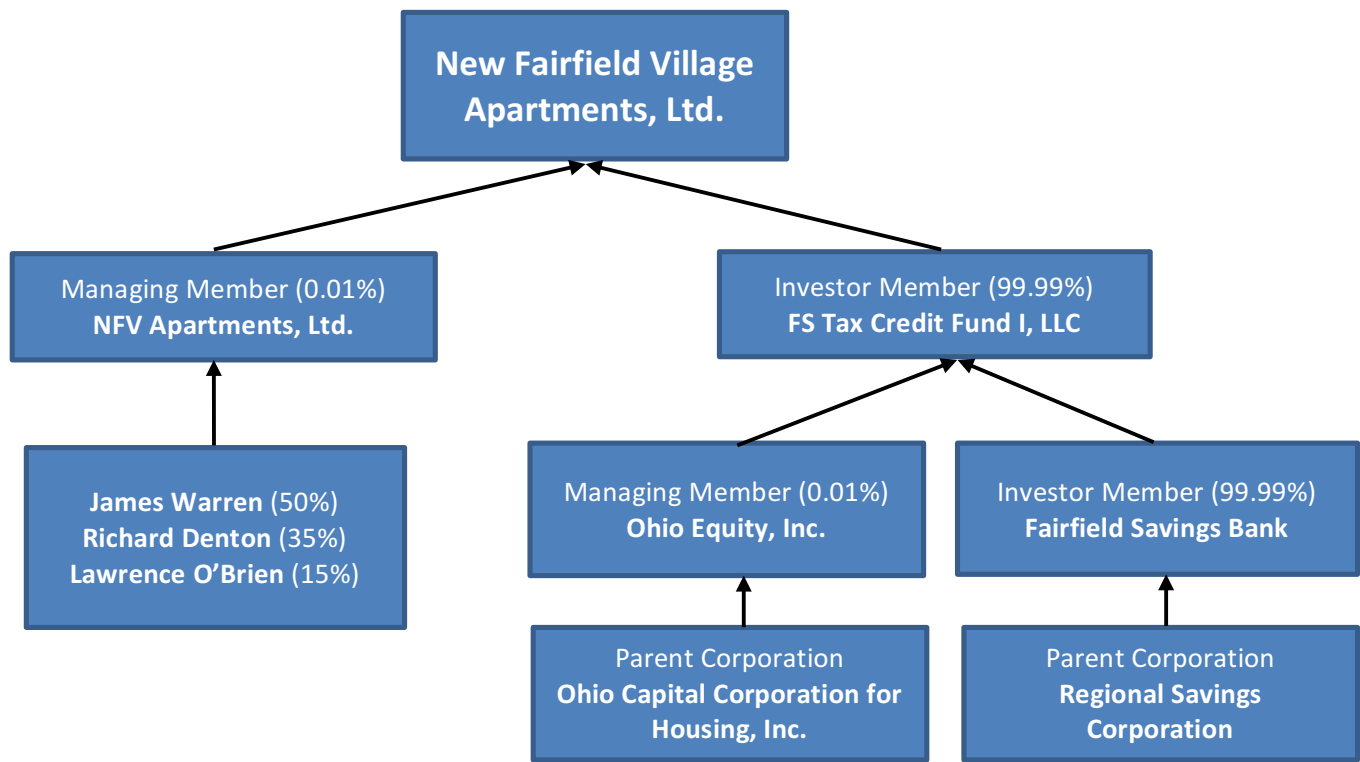 New Fairfield Village
Apartments, Ltd.
Managing Member (0.01%)
NFV Apartments, Ltd.
Investor Member (99.99%)
FS Tax Credit Fund I, LLC
James Warren (50%)
Richard Denton (35%)
Lawrence O’Brien (15%)
Managing Member (0.01%)
Ohio Equity, Inc.
Investor Member (99.99%)
Fairfield Savings Bank
Parent Corporation
Ohio Capital Corporation for
Housing, Inc.
Parent Corporation
Regional Savings
Corporation